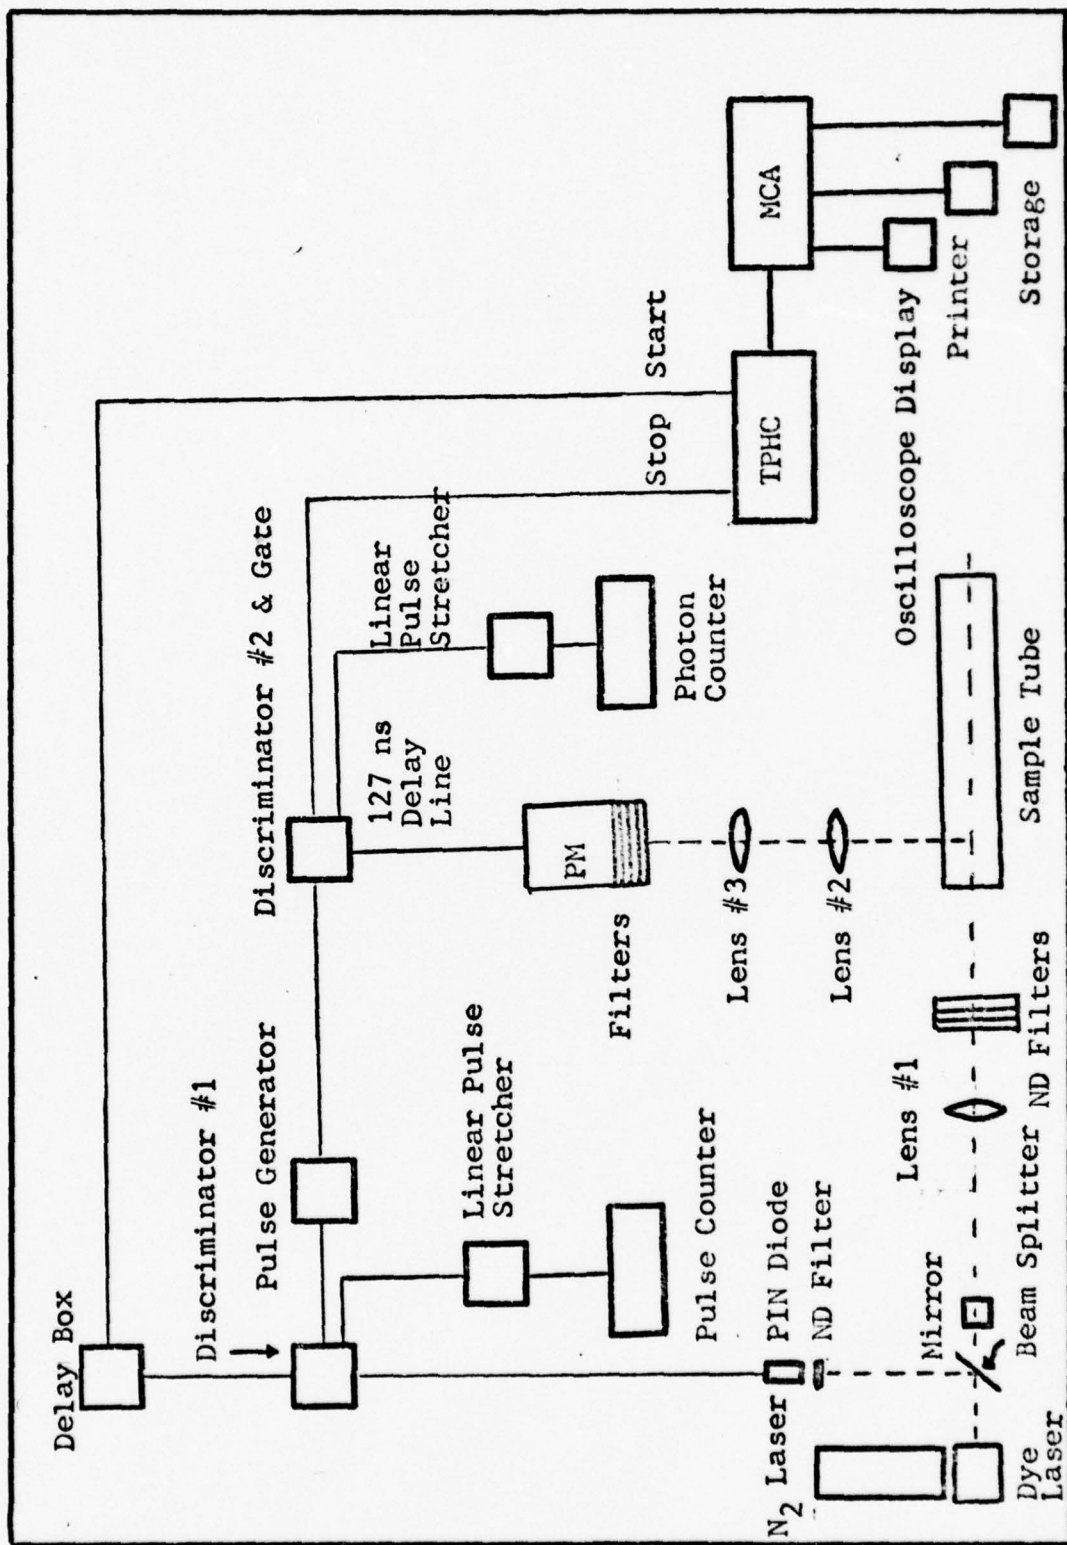 Delay Box
Discriminator #1
Pulse Generator
Discriminator #2 & Gate
Linear Pulse
Stretcher
127 ns
Delay
Line
Linear
Pulse
Stretcher
Stop
Start
Pulse Counter
PM
Filters
Photon
Counter
TPHC
MCA
N2 Laser
PIN Diode
ND Filter
Lens #3
Lens #2
Mirror
Lens #1
Oscilloscope Display
Printer
Storage
Dye
Laser
Beam Splitter
ND Filters
Sample Tube